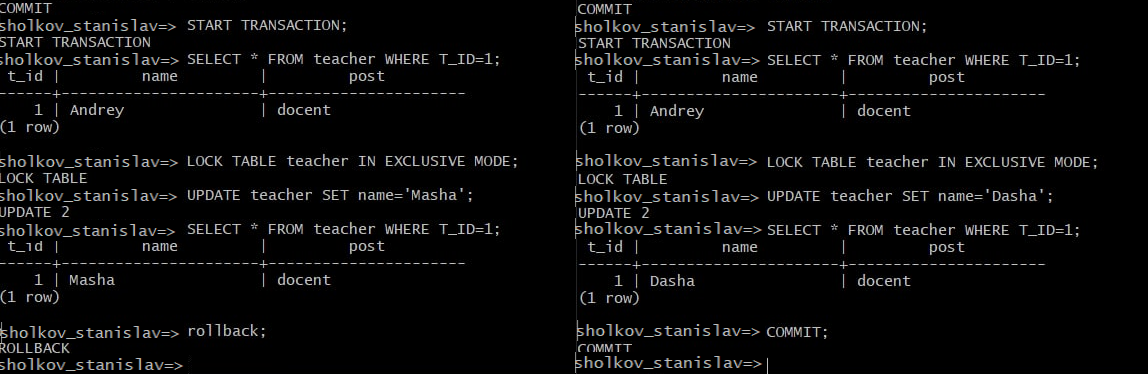 COMMIT
sholkov_stanislav=> START TRANSACTION;
START TRANSACTION
sholkov_stanislav=> SELECT * FROM teacher WHERE T_ID=1;
t_id | name | post
------+-----------------------+----------------------
1 | Andrey | docent
(1 row)
sholkov_stanislav=> LOCK TABLE teacher IN EXCLUSIVE MODE;
LOCK TABLE
sholkov_stanislav=> UPDATE teacher SET name='Masha';
UPDATE 2
sholkov_stanislav=> SELECT * FROM teacher WHERE T_ID=1;
t_id | name | post
------+-----------------------+----------------------
1 | Masha | docent
(1 row)
sholkov_stanislav=> rollback;
ROLLBACK
sholkov_stanislav=>
COMMIT
sholkov_stanislav=> START TRANSACTION;
START TRANSACTION
sholkov_stanislav=> SELECT * FROM teacher WHERE T_ID=1;
t_id | name | post
------+-----------------------+----------------------
1 | Andrey | docent
(1 row)
sholkov_stanislav=> LOCK TABLE teacher IN EXCLUSIVE MODE;
LOCK TABLE
sholkov_stanislav=> UPDATE teacher SET name='Dasha';
UPDATE 2
sholkov_stanislav=> SELECT * FROM teacher WHERE T_ID=1;
t_id | name | post
------+-----------------------+----------------------
1 | Dasha | docent
(1 row)
sholkov_stanislav=> COMMIT;
COMMIT
sholkov_stanislav=>